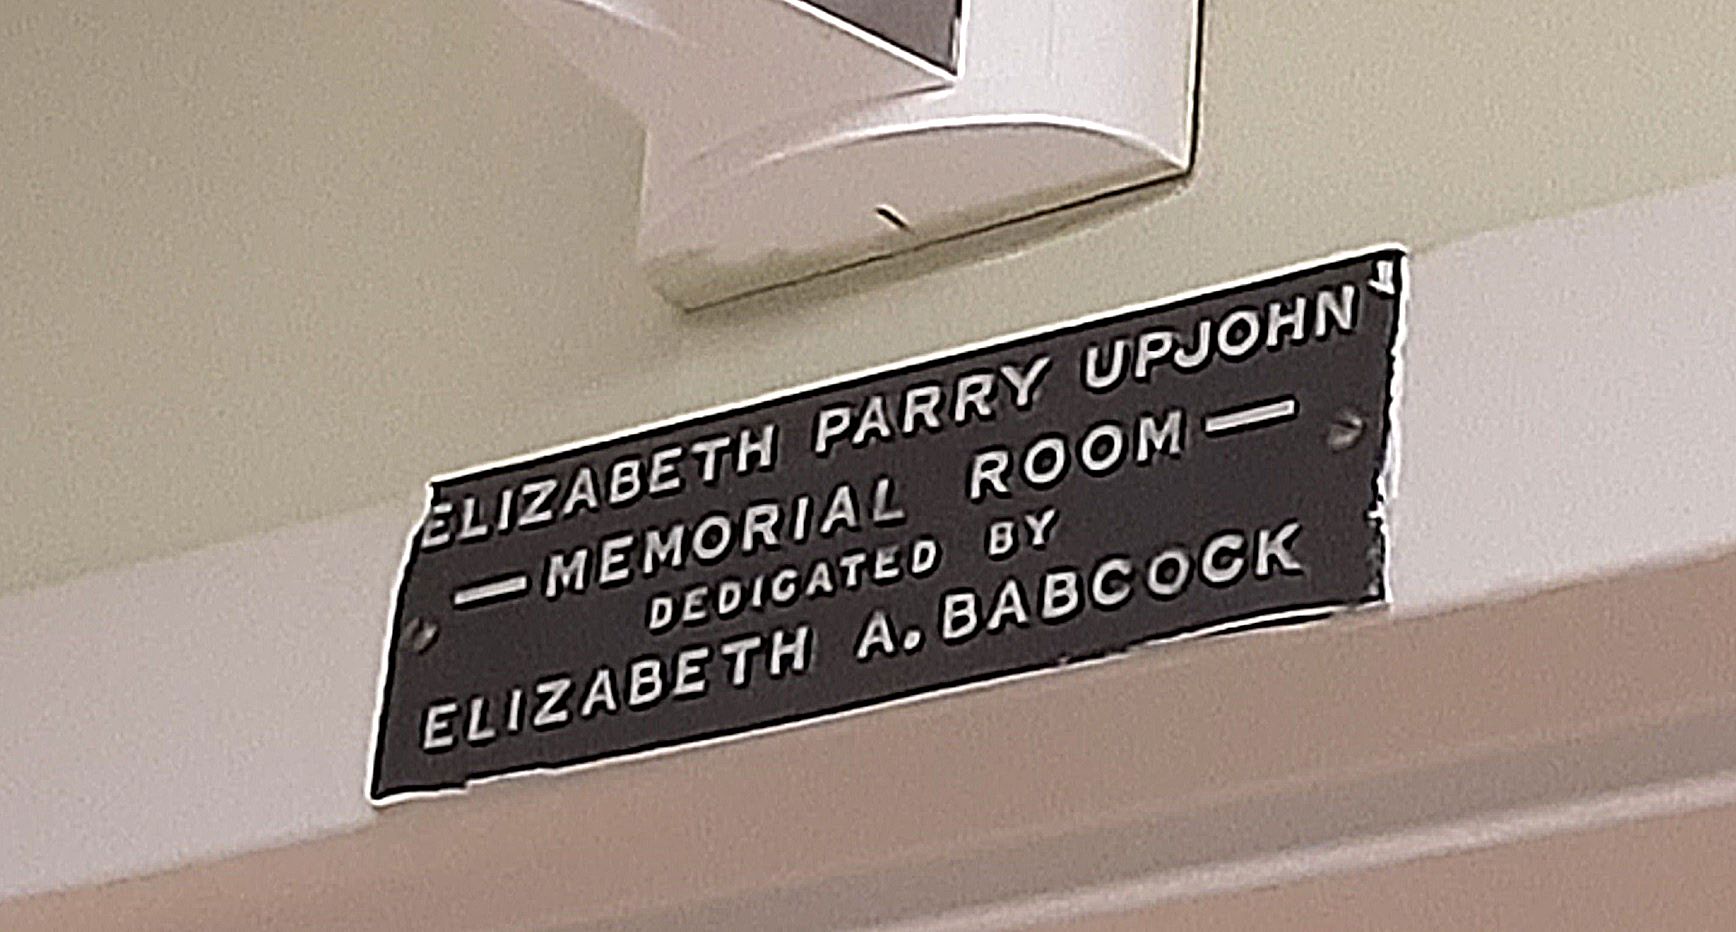 ELIZABETH PARRY UPJOHN
— MEMORIAL ROOM —
DEDICATED BY
ELIZABETH A. BABCOCK